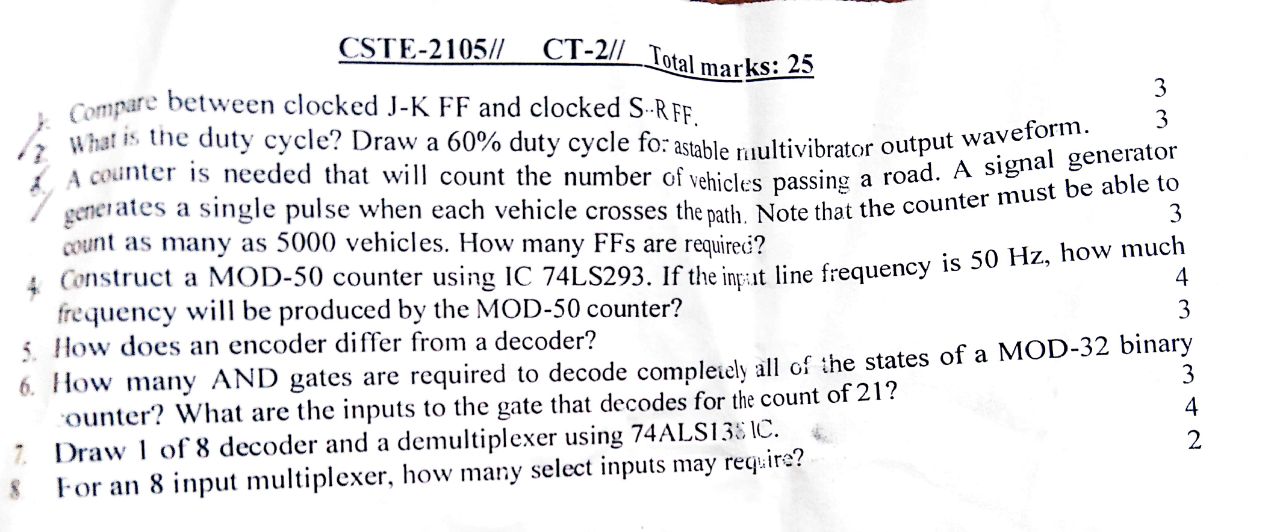 CSTE-2105// CT-2// Total marks: 25
1. Compare between clocked J-K FF and clocked S-R FF. 3
2. What is the duty cycle? Draw a 60% duty cycle for astable multivibrator output waveform. 3
3. A counter is needed that will count the number of vehicles passing a road. A signal generator
generates a single pulse when each vehicle crosses the path. Note that the counter must be able to
count as many as 5000 vehicles. How many FFs are required? 3
4. Construct a MOD-50 counter using IC 74LS293. If the input line frequency is 50 Hz, how much
frequency will be produced by the MOD-50 counter? 4
5. How does an encoder differ from a decoder? 3
6. How many AND gates are required to decode completely all of the states of a MOD-32 binary
ounter? What are the inputs to the gate that decodes for the count of 21? 3
7. Draw 1 of 8 decoder and a demultiplexer using 74ALS138 IC. 4
8 For an 8 input multiplexer, how many select inputs may require? 2